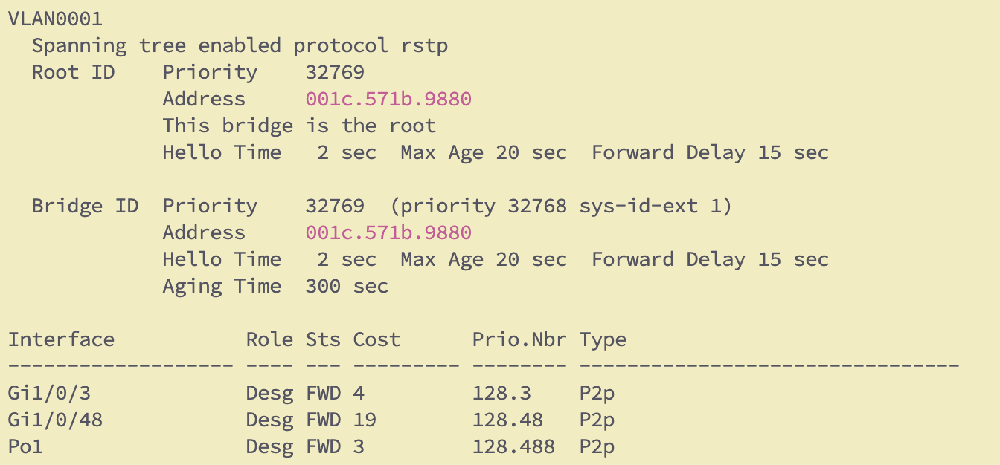 VLAN0001
  Spanning tree enabled protocol rstp
  Root ID    Priority    32769
             Address     001c.571b.9880
             This bridge is the root
             Hello Time   2 sec  Max Age 20 sec  Forward Delay 15 sec

  Bridge ID  Priority    32769  (priority 32768 sys-id-ext 1)
             Address     001c.571b.9880
             Hello Time   2 sec  Max Age 20 sec  Forward Delay 15 sec
             Aging Time  300 sec

Interface           Role Sts Cost      Prio.Nbr Type
------------------- ---- --- --------- -------- --------------------------------
Gi1/0/3             Desg FWD 4         128.3    P2p
Gi1/0/48            Desg FWD 19        128.48   P2p
Po1                 Desg FWD 3         128.488  P2p